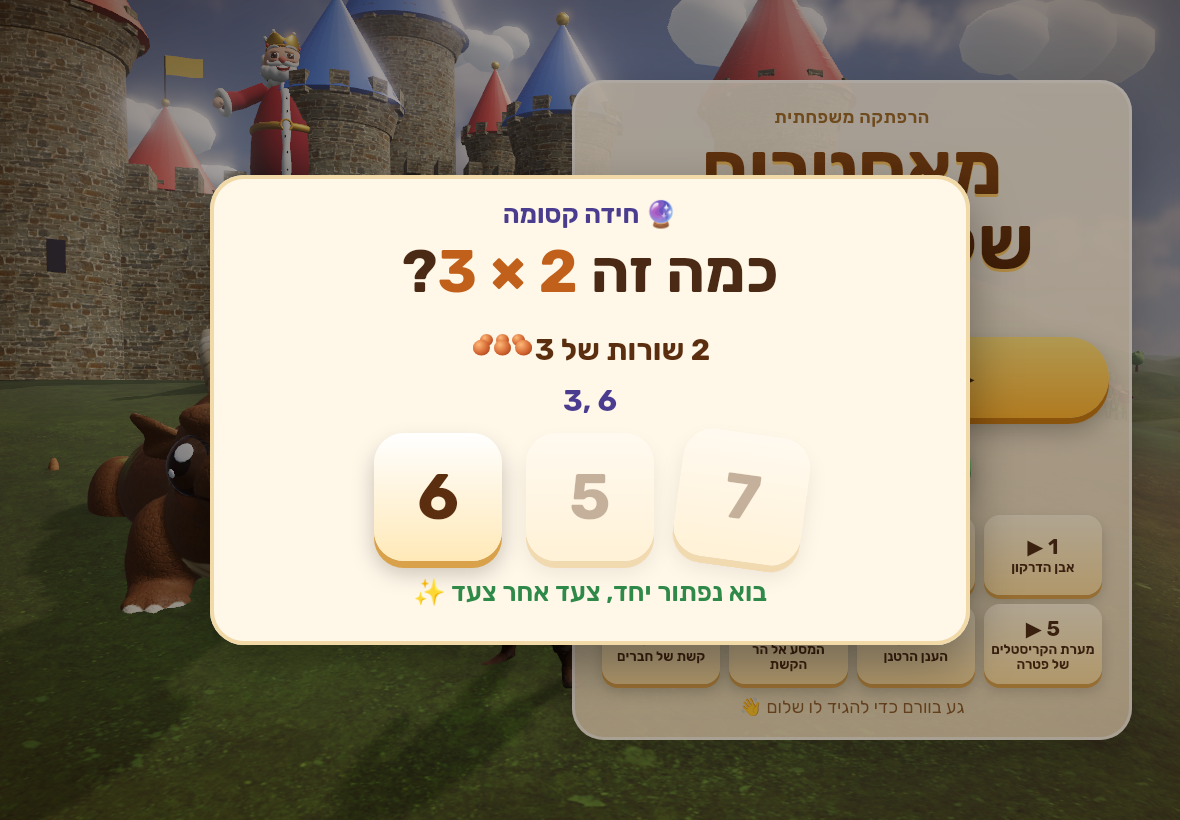 הרפתקה משפחתית
🔮 חידה קסומה
כמה זה 2 × 3?
2 שורות של 3
3, 6
6
5
7
בוא נפתור יחד, צעד אחר צעד ✨
1 ▶
אבן הדרקון
5 ▶
מערת הקריסטלים של פטרה
הענן הרטנן
המסע אל הר הקשת
קשת של חברים
גע בוורם כדי להגיד לו שלום 👋